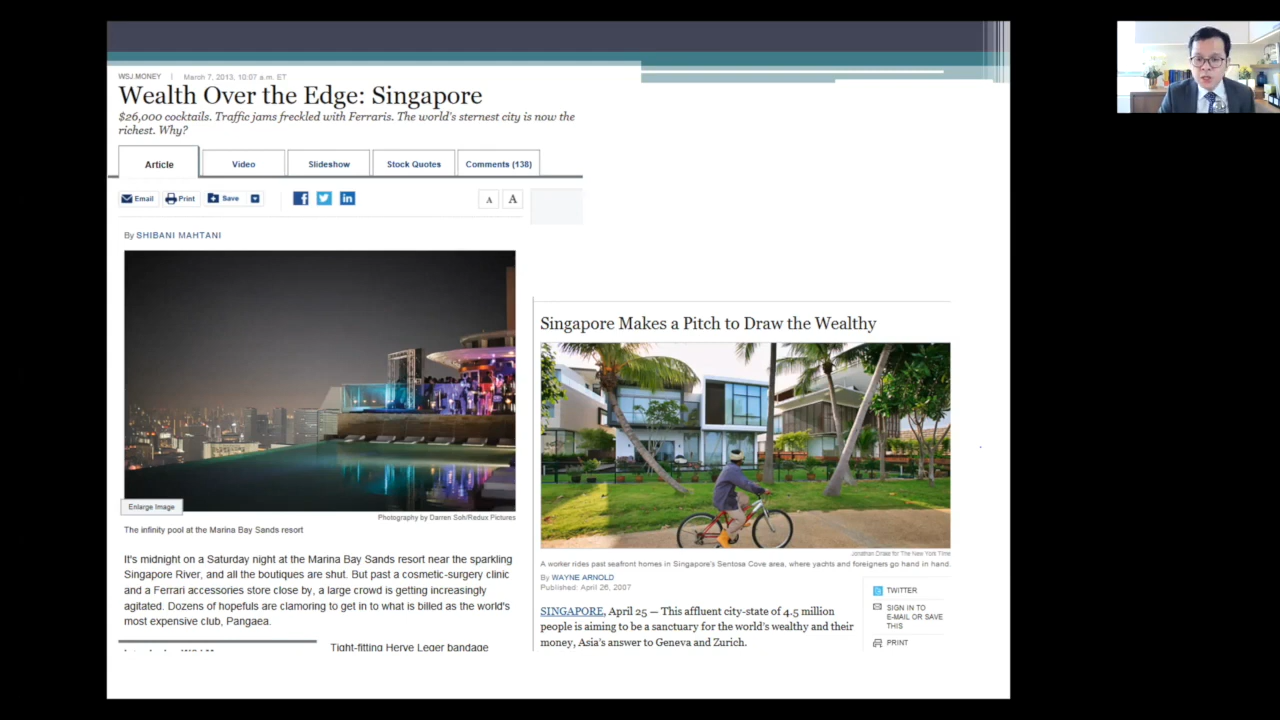 WSJ.MONEY | March 7, 2013, 10:07 a.m. ET
Wealth Over the Edge: Singapore
$26,000 cocktails. Traffic jams freckled with Ferraris. The world's sternest city is now the
richest. Why?
Article
Video
Slideshow
Stock Quotes
Comments (138)
Email
Print
Save
A
A
By SHIBANI MAHTANI
Enlarge Image
Photography by Darren Soh/Redux Pictures
The infinity pool at the Marina Bay Sands resort
It's midnight on a Saturday night at the Marina Bay Sands resort near the sparkling
Singapore River, and all the boutiques are shut. But past a cosmetic-surgery clinic
and a Ferrari accessories store close by, a large crowd is getting increasingly
agitated. Dozens of hopefuls are clamoring to get in to what is billed as the world's
most expensive club, Pangaea.
Tight-fitting Herve Leger bandage
Singapore Makes a Pitch to Draw the Wealthy
for The New York Time
A worker rides past seafront homes in Singapore's Sentosa Cove area, where yachts and foreigners go hand in hand.
By WAYNE ARNOLD
Published: April 26, 2007
SINGAPORE, April 25 — This affluent city-state of 4.5 million
people is aiming to be a sanctuary for the world's wealthy and their
money, Asia's answer to Geneva and Zurich.
TWITTER
SIGN IN TO
E-MAIL OR SAVE
THIS
PRINT